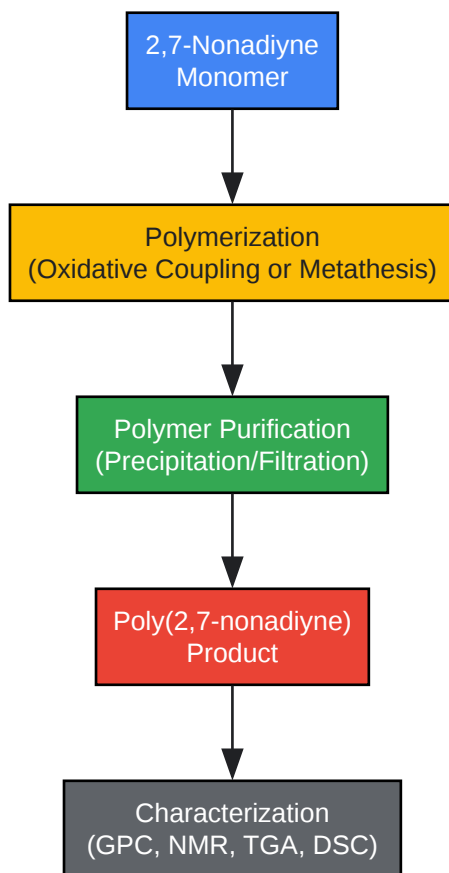 2,7-Nonadiyne
Monomer
Polymerization
(Oxidative Coupling or Metathesis)
Polymer Purification
(Precipitation/Filtration)
Poly(2,7-nonadiyne)
Product
Characterization
(GPC, NMR, TGA, DSC)